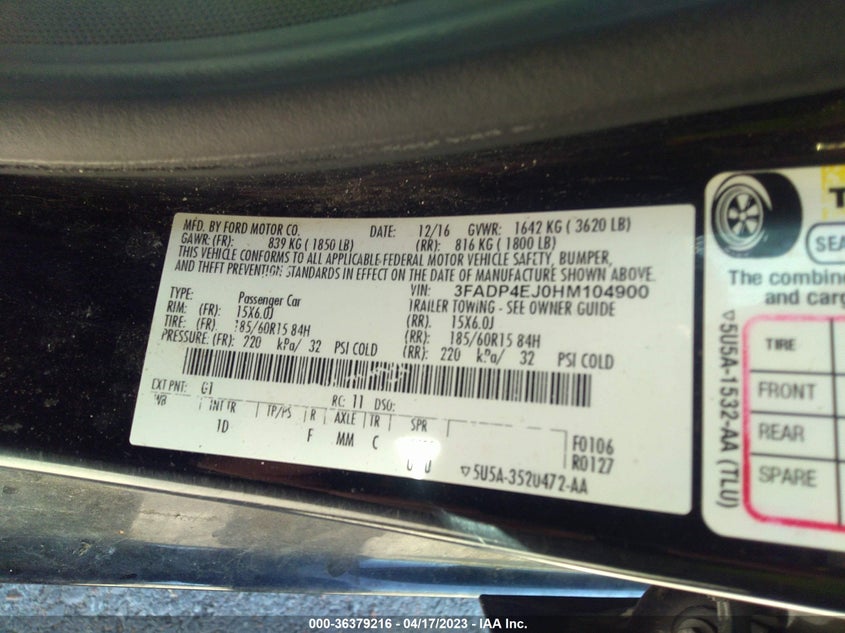 MFD. BY FORD MOTOR CO. DATE: 12/16 GVWR: 1642 KG ( 3620 LB)
GAWR: (FR): 839 KG ( 1850 LB) (RR): 816 KG ( 1800 LB)
THIS VEHICLE CONFORMS TO ALL APPLICABLE FEDERAL MOTOR VEHICLE SAFETY, BUMPER,
AND THEFT PREVENTION STANDARDS IN EFFECT ON THE DATE OF MANUFACTURE SHOWN ABOVE.
VIN: 3FADP4EJ0HM104900
TYPE: Passenger Car TRAILER TOWING - SEE OWNER GUIDE
RIM: (FR): 15X6.0J (RR). 15X6.0J
TIRE: (FR) 185/60R15 84H (RR): 185/60R15 84H
PRESSURE: (FR): 220 kPa/ 32 PSI COLD (RR): 220 kPa/ 32 PSI COLD
EXT PNT: G1 RC: 11 DSO:
WB INT TR TP/PS R AXLE TR SPR
1D F MM C
F0106
R0127
▽5U5A-3520472-AA
SEA
The combin
and carg
TIRE
FRONT
REAR
SPARE
▽5U5A-1532-AA (TLU)
000-36379216 - 04/17/2023 - IAA Inc.